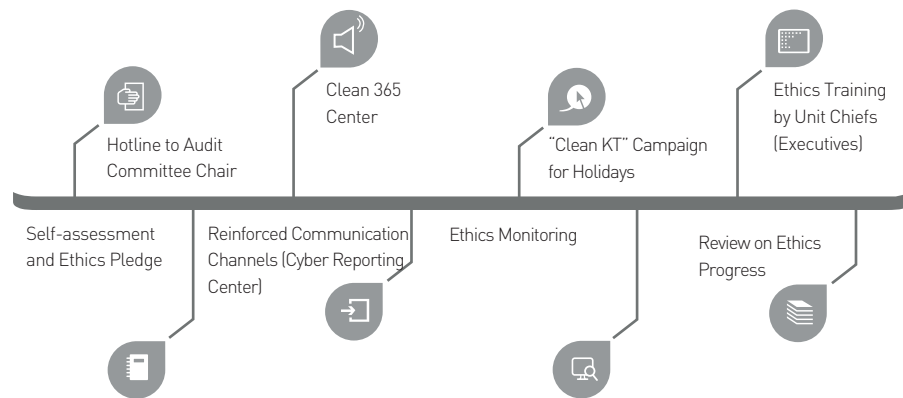 Clean 365
Center
Ethics Training
by Unit Chiefs
(Executives)
Hotline to Audit
Committee Chair
"Clean KT" Campaign
for Holidays
Self-assessment
and Ethics Pledge
Reinforced Communication
Channels (Cyber Reporting
Center)
Ethics Monitoring
Review on Ethics
Progress